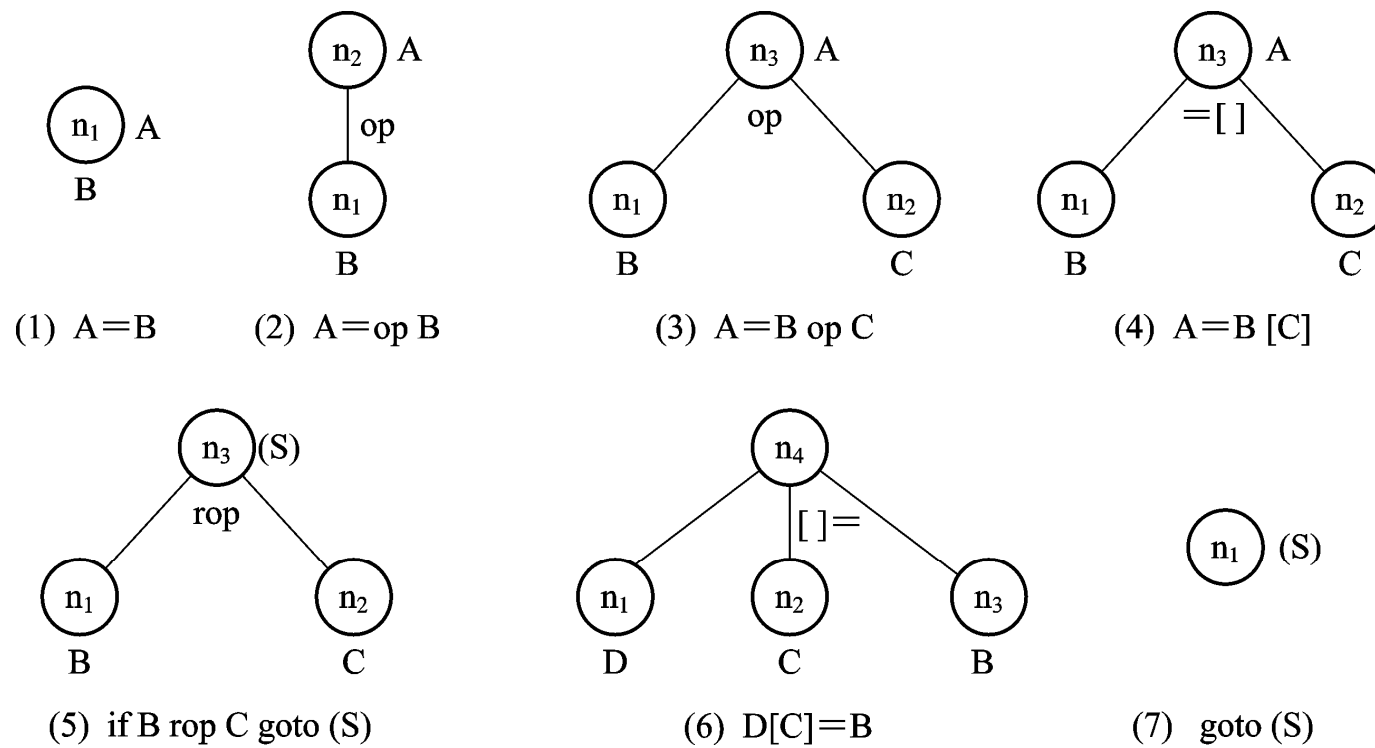 n₂ A
n₃ A
n₃ A
n₁ A
op
op
=[ ]
B
n₁
n₁
n₂
n₁
n₂
B
B
C
B
C
(1) A=B
(2) A=op B
(3) A=B op C
(4) A=B [C]
n₃ (S)
n₄
rop
[ ]=
n₁ (S)
n₁
n₂
n₁
n₂
n₃
B
C
D
C
B
(5) if B rop C goto (S)
(6) D[C]=B
(7) goto (S)